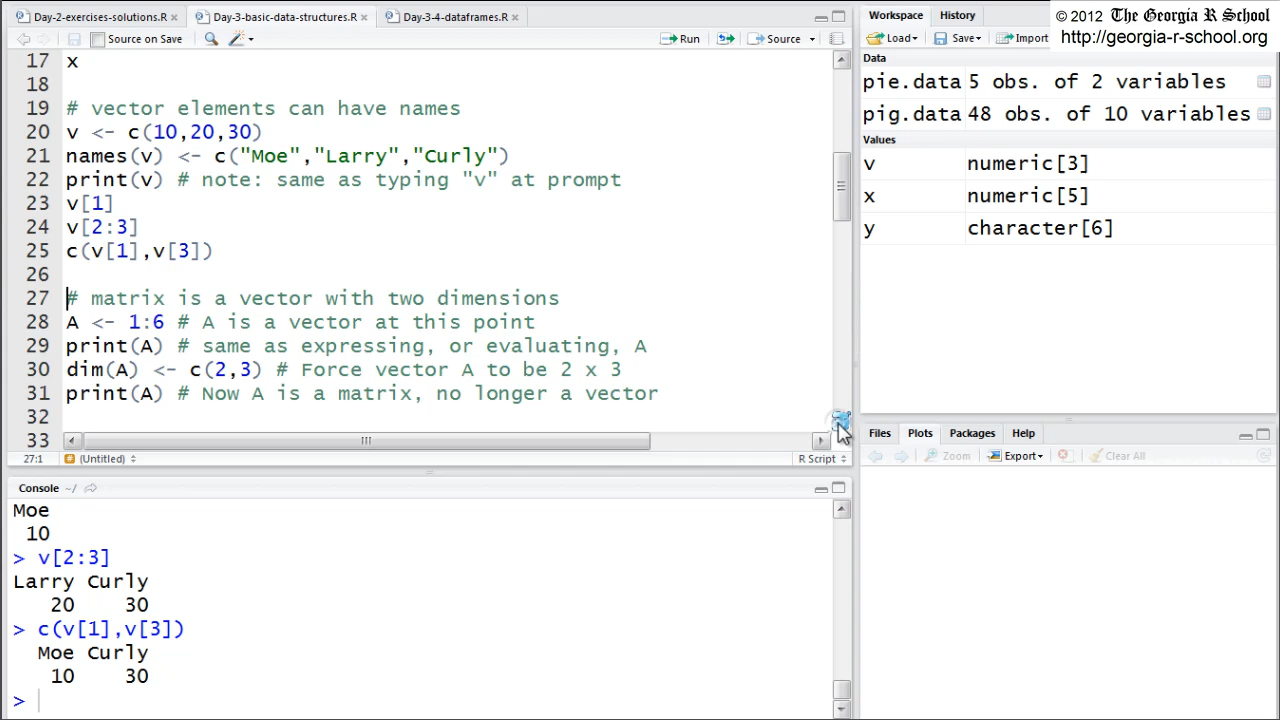 Day-2-exercises-solutions.R
Day-3-basic-data-structures.R
Day-3-4-dataframes.R
Source on Save
Run
Source
17 x
18
19 # vector elements can have names
20 v <- c(10,20,30)
21 names(v) <- c("Moe","Larry","Curly")
22 print(v) # note: same as typing "v" at prompt
23 v[1]
24 v[2:3]
25 c(v[1],v[3])
26
27 # matrix is a vector with two dimensions
28 A <- 1:6 # A is a vector at this point
29 print(A) # same as expressing, or evaluating, A
30 dim(A) <- c(2,3) # Force vector A to be 2 x 3
31 print(A) # Now A is a matrix, no longer a vector
32
33
27:1 (Untitled) R Script
Console ~/
Moe
10
> v[2:3]
Larry Curly
20 30
> c(v[1],v[3])
Moe Curly
10 30
>
Workspace History
© 2012 The Georgia R School
http://georgia-r-school.org
Load Save Import
Data
pie.data 5 obs. of 2 variables
pig.data 48 obs. of 10 variables
Values
v numeric[3]
x numeric[5]
y character[6]
Files Plots Packages Help
Zoom Export Clear All